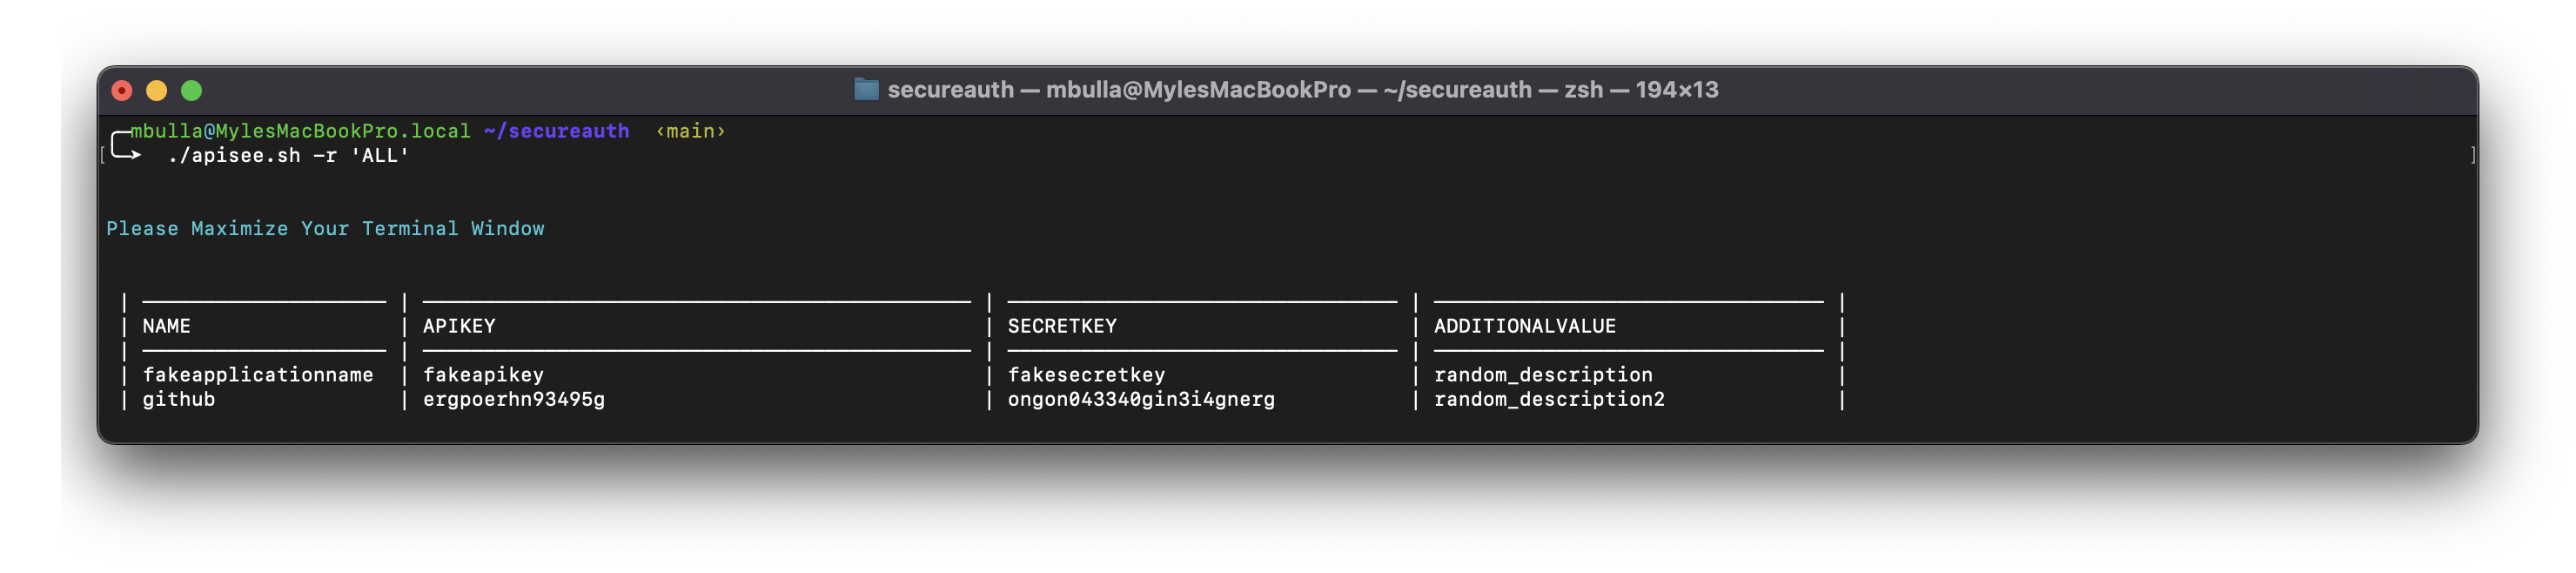 secureauth — mbulla@MylesMacBookPro — ~/secureauth — zsh — 194×13
mbulla@MylesMacBookPro.local ~/secureauth ‹main›
./apisee.sh -r 'ALL'
Please Maximize Your Terminal Window
| NAME | APIKEY | SECRETKEY | ADDITIONALVALUE |
| fakeapplicationname | fakeapikey | fakesecretkey | random_description |
| github | ergpoerhn93495g | ongon043340gin3i4gnerg | random_description2 |